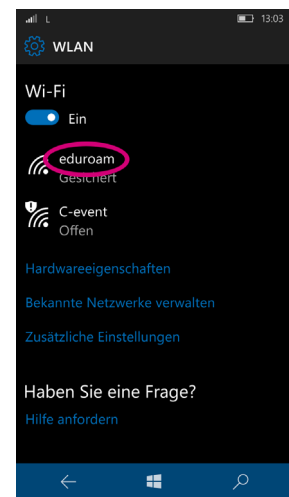 L 13:03
WLAN
Wi-Fi
Ein
eduroam
Gesichert
C-event
Offen
Hardwareeigenschaften
Bekannte Netzwerke verwalten
Zusätzliche Einstellungen
Haben Sie eine Frage?
Hilfe anfordern